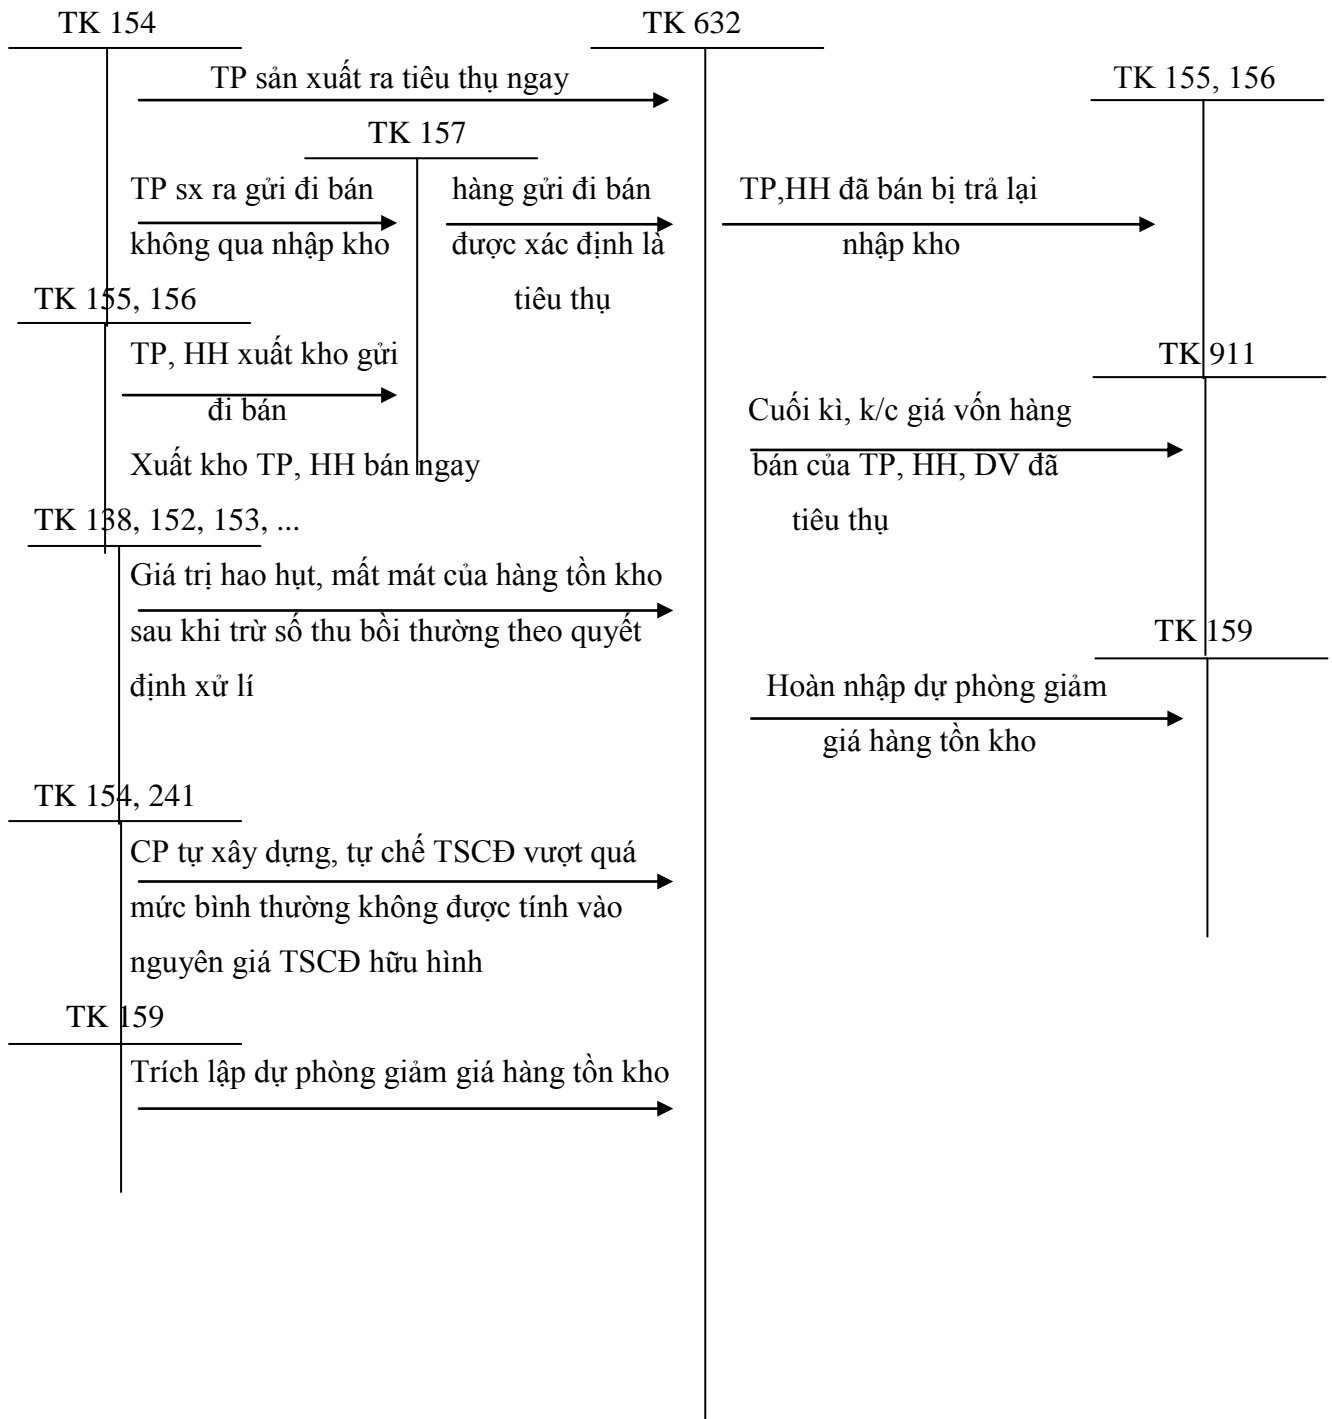 TK 154
TK 632
TP sản xuất ra tiêu thụ ngay
TK 155, 156
TK 157
TP sx ra gửi đi bán
không qua nhập kho
hàng gửi đi bán
được xác định là
tiêu thụ
TP,HH đã bán bị trả lại
nhập kho
TK 155, 156
TP, HH xuất kho gửi
đi bán
TK 911
Cuối kì, k/c giá vốn hàng
bán của TP, HH, DV đã
tiêu thụ
Xuất kho TP, HH bán ngay
TK 138, 152, 153, ...
Giá trị hao hụt, mất mát của hàng tồn kho
sau khi trừ số thu bồi thường theo quyết
định xử lí
TK 159
Hoàn nhập dự phòng giảm
giá hàng tồn kho
TK 154, 241
CP tự xây dựng, tự chế TSCĐ vượt quá
mức bình thường không được tính vào
nguyên giá TSCĐ hữu hình
TK 159
Trích lập dự phòng giảm giá hàng tồn kho